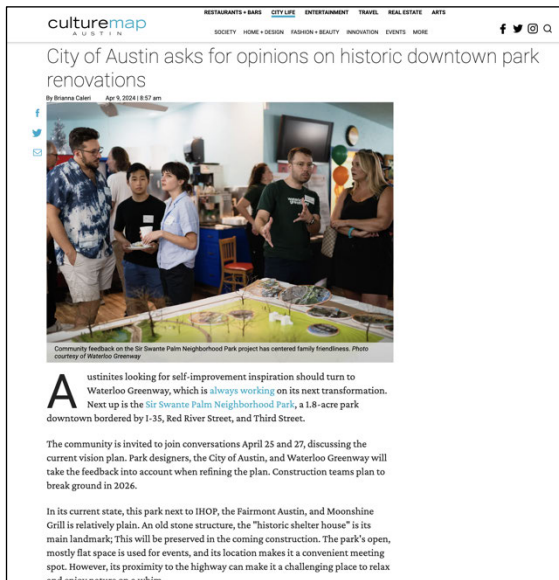 culturemap
AUSTIN
RESTAURANTS + BARS CITY LIFE ENTERTAINMENT TRAVEL REAL ESTATE ARTS
SOCIETY HOME + DESIGN FASHION + BEAUTY INNOVATION EVENTS MORE
City of Austin asks for opinions on historic downtown park
renovations
By Brianna Caleri Apr 9, 2024 | 8:57 am
Community feedback on the Sir Swante Palm Neighborhood Park project has centered family friendliness. Photo
courtesy of Waterloo Greenway
Austinites looking for self-improvement inspiration should turn to
Waterloo Greenway, which is always working on its next transformation.
Next up is the Sir Swante Palm Neighborhood Park, a 1.8-acre park
downtown bordered by I-35, Red River Street, and Third Street.
The community is invited to join conversations April 25 and 27, discussing the
current vision plan. Park designers, the City of Austin, and Waterloo Greenway will
take the feedback into account when refining the plan. Construction teams plan to
break ground in 2026.
In its current state, this park next to IHOP, the Fairmont Austin, and Moonshine
Grill is relatively plain. An old stone structure, the "historic shelter house" is its
main landmark; This will be preserved in the coming construction. The park's open,
mostly flat space is used for events, and its location makes it a convenient meeting
spot. However, its proximity to the highway can make it a challenging place to relax
and enjoy nature on a whim.